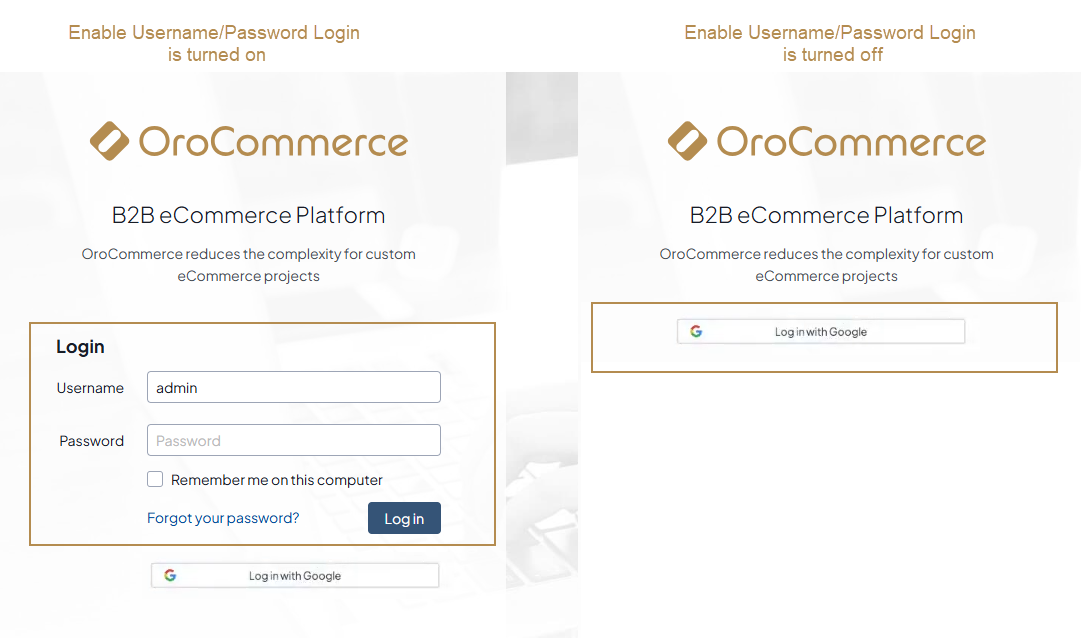 Enable Username/Password Login
is turned on
OroCommerce
B2B eCommerce Platform
OroCommerce reduces the complexity for custom
eCommerce projects
Login
Username
admin
Password
Password
Remember me on this computer
Forgot your password?
Log in
Log in with Google
Enable Username/Password Login
is turned off
OroCommerce
B2B eCommerce Platform
OroCommerce reduces the complexity for custom
eCommerce projects
Log in with Google